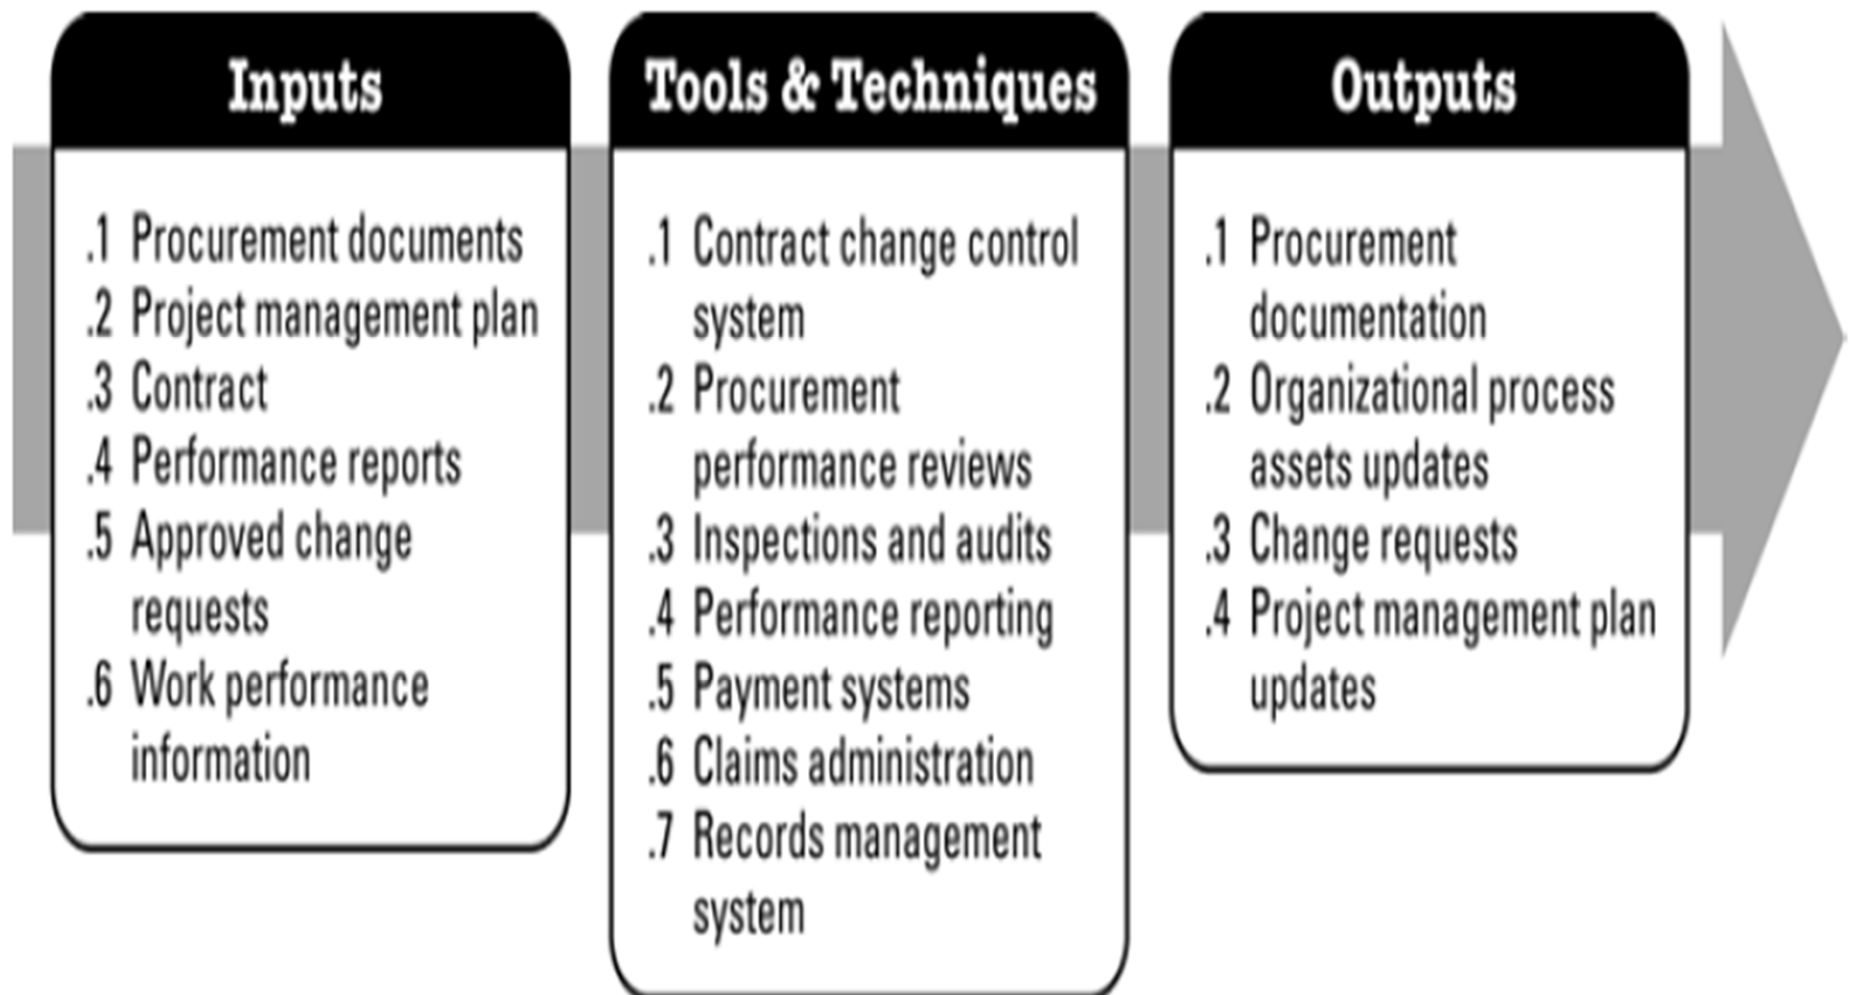 Inputs
.1 Procurement documents
.2 Project management plan
.3 Contract
.4 Performance reports
.5 Approved change
requests
.6 Work performance
information
Tools & Techniques
.1 Contract change control
system
.2 Procurement
performance reviews
.3 Inspections and audits
.4 Performance reporting
.5 Payment systems
.6 Claims administration
.7 Records management
system
Outputs
.1 Procurement
documentation
.2 Organizational process
assets updates
.3 Change requests
.4 Project management plan
updates